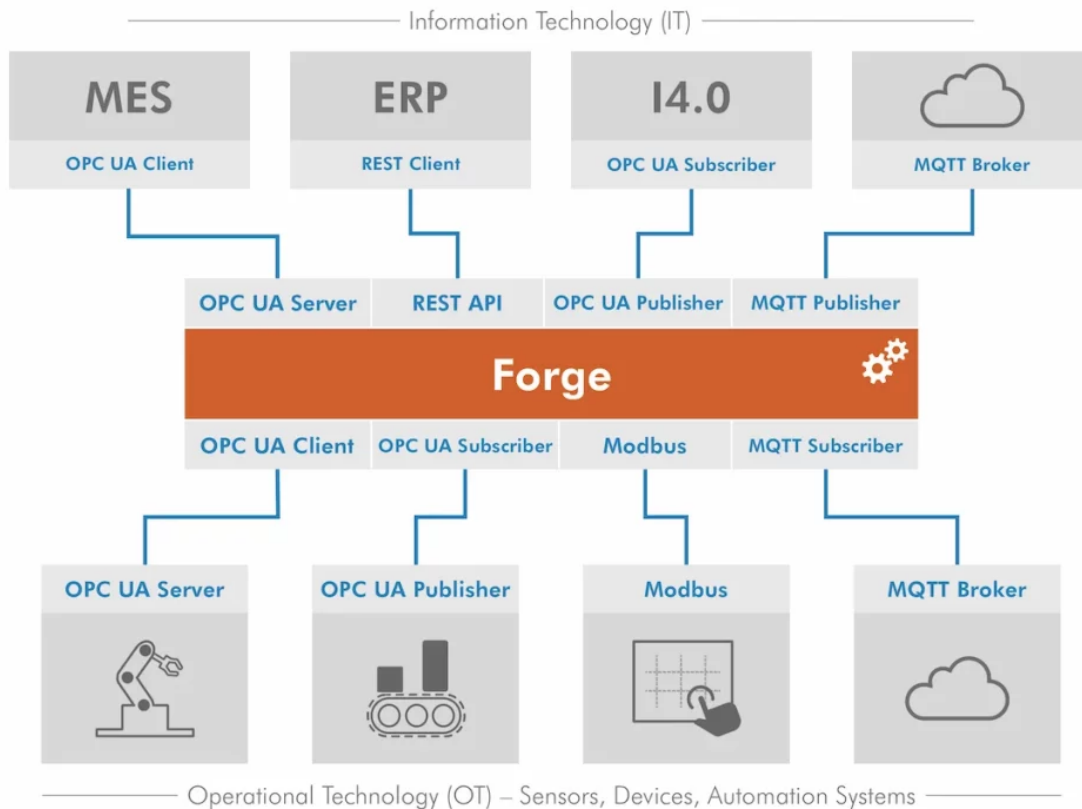 Information Technology (IT)
MES
ERP
I4.0
OPC UA Client
REST Client
OPC UA Subscriber
MQTT Broker
OPC UA Server
REST API
OPC UA Publisher
MQTT Publisher
Forge
OPC UA Client
OPC UA Subscriber
Modbus
MQTT Subscriber
OPC UA Server
OPC UA Publisher
Modbus
MQTT Broker
Operational Technology (OT) – Sensors, Devices, Automation Systems